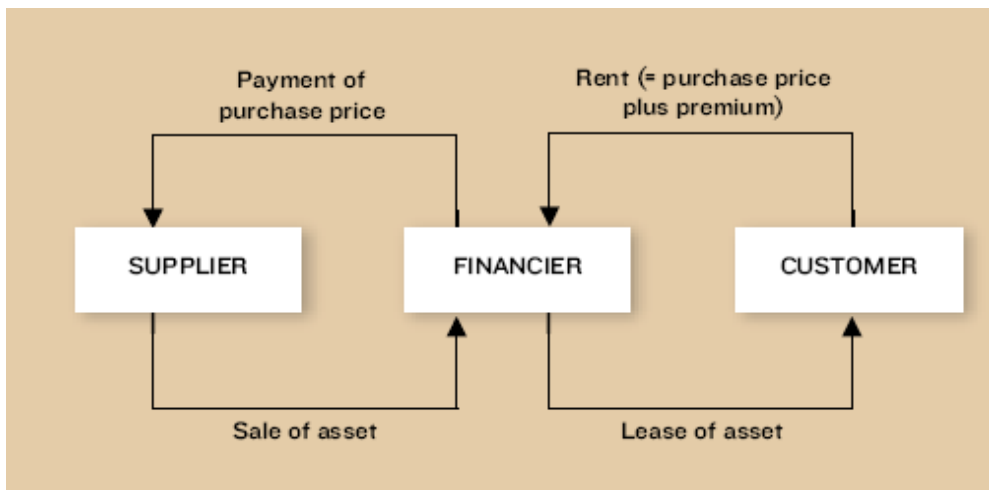 Payment of
purchase price
Rent (= purchase price
plus premium)
SUPPLIER
FINANCIER
CUSTOMER
Sale of asset
Lease of asset